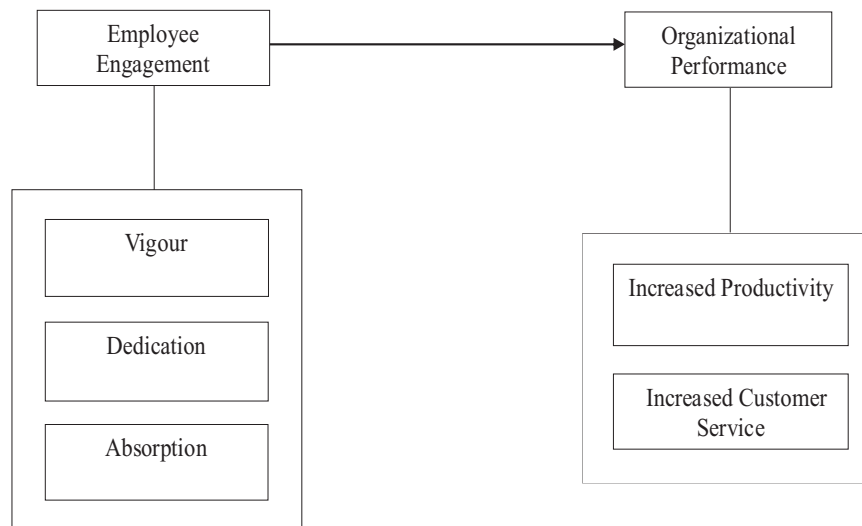 Employee
Engagement
Organizational
Performance
Vigour
Dedication
Absorption
Increased Productivity
Increased Customer
Service